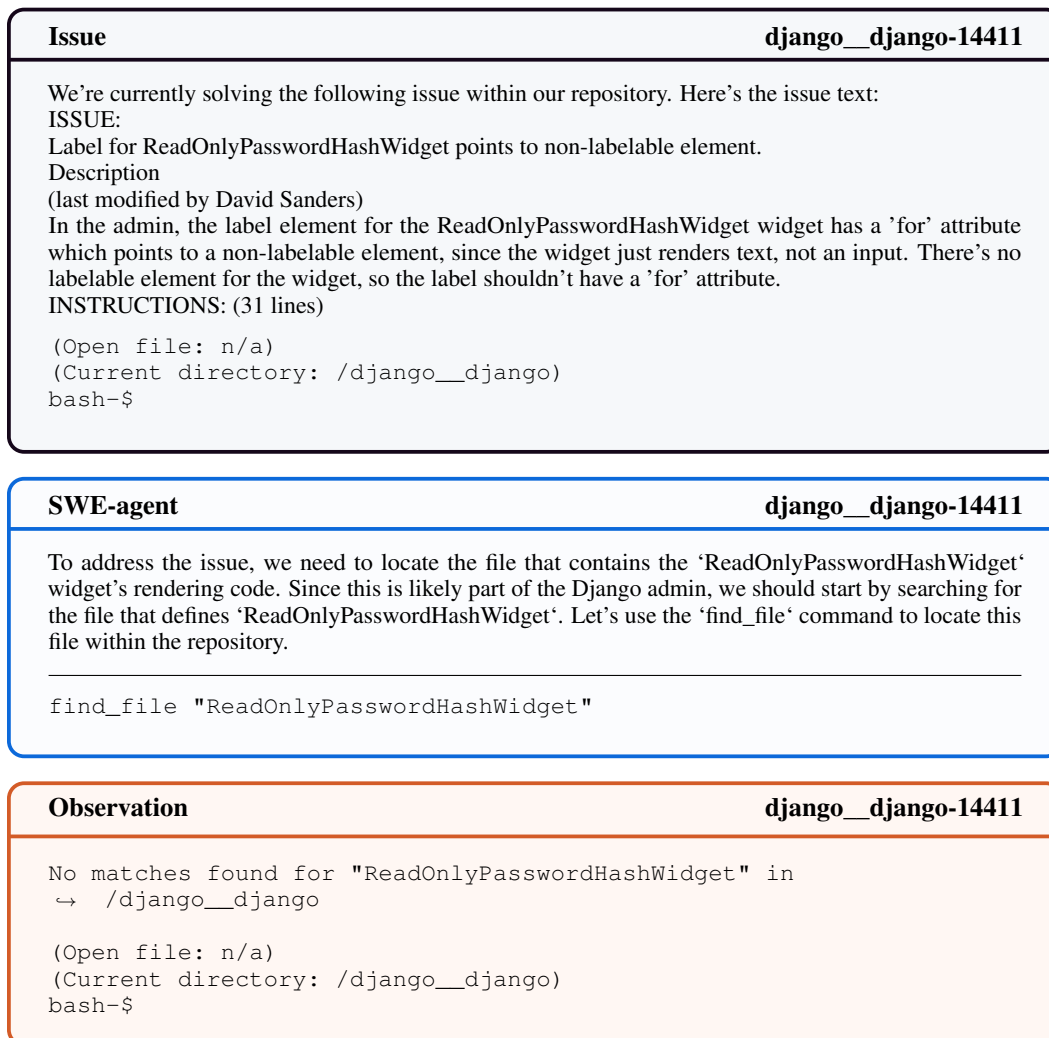 Issue django__django-14411
We're currently solving the following issue within our repository. Here's the issue text:
ISSUE:
Label for ReadOnlyPasswordHashWidget points to non-labelable element.
Description
(last modified by David Sanders)
In the admin, the label element for the ReadOnlyPasswordHashWidget widget has a 'for' attribute
which points to a non-labelable element, since the widget just renders text, not an input. There's no
labelable element for the widget, so the label shouldn't have a 'for' attribute.
INSTRUCTIONS: (31 lines)
(Open file: n/a)
(Current directory: /django__django)
bash-$
SWE-agent django__django-14411
To address the issue, we need to locate the file that contains the ‘ReadOnlyPasswordHashWidget‘
widget's rendering code. Since this is likely part of the Django admin, we should start by searching for
the file that defines ‘ReadOnlyPasswordHashWidget‘. Let's use the ‘find_file‘ command to locate this
file within the repository.
find_file "ReadOnlyPasswordHashWidget"
Observation django__django-14411
No matches found for "ReadOnlyPasswordHashWidget" in
↪ /django__django
(Open file: n/a)
(Current directory: /django__django)
bash-$